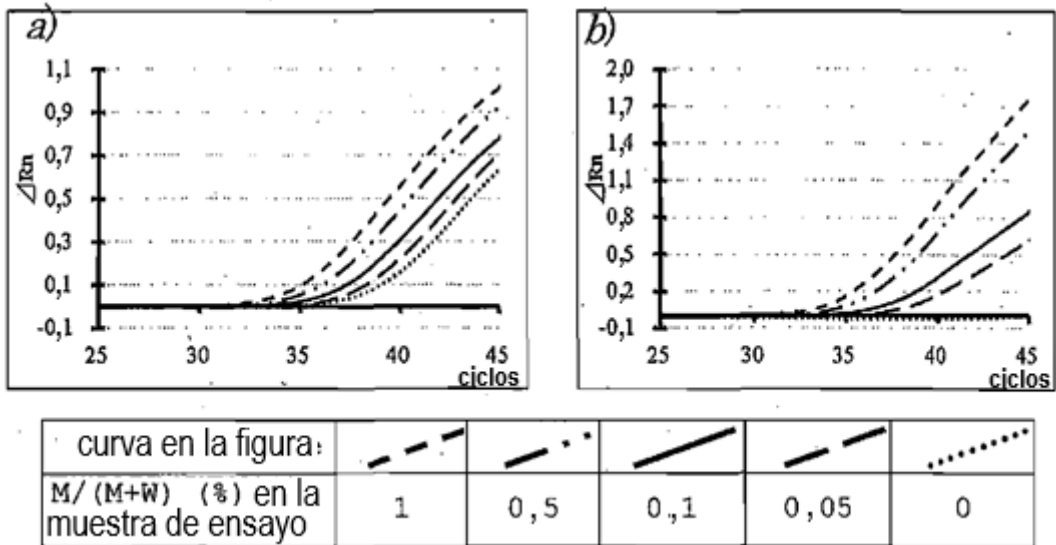 a)
1,1
0,9
0,7
0,5
0,3
0,1
-0,1
ΔRn
25 30 35 40 45
ciclos
b)
2,0
1,7
1,4
1,1
0,8
0,5
0,2
-0,1
ΔRn
25 30 35 40 45
ciclos
curva en la figura:
M/(M+W) (%) en la
muestra de ensayo
1 0,5 0,1 0,05 0